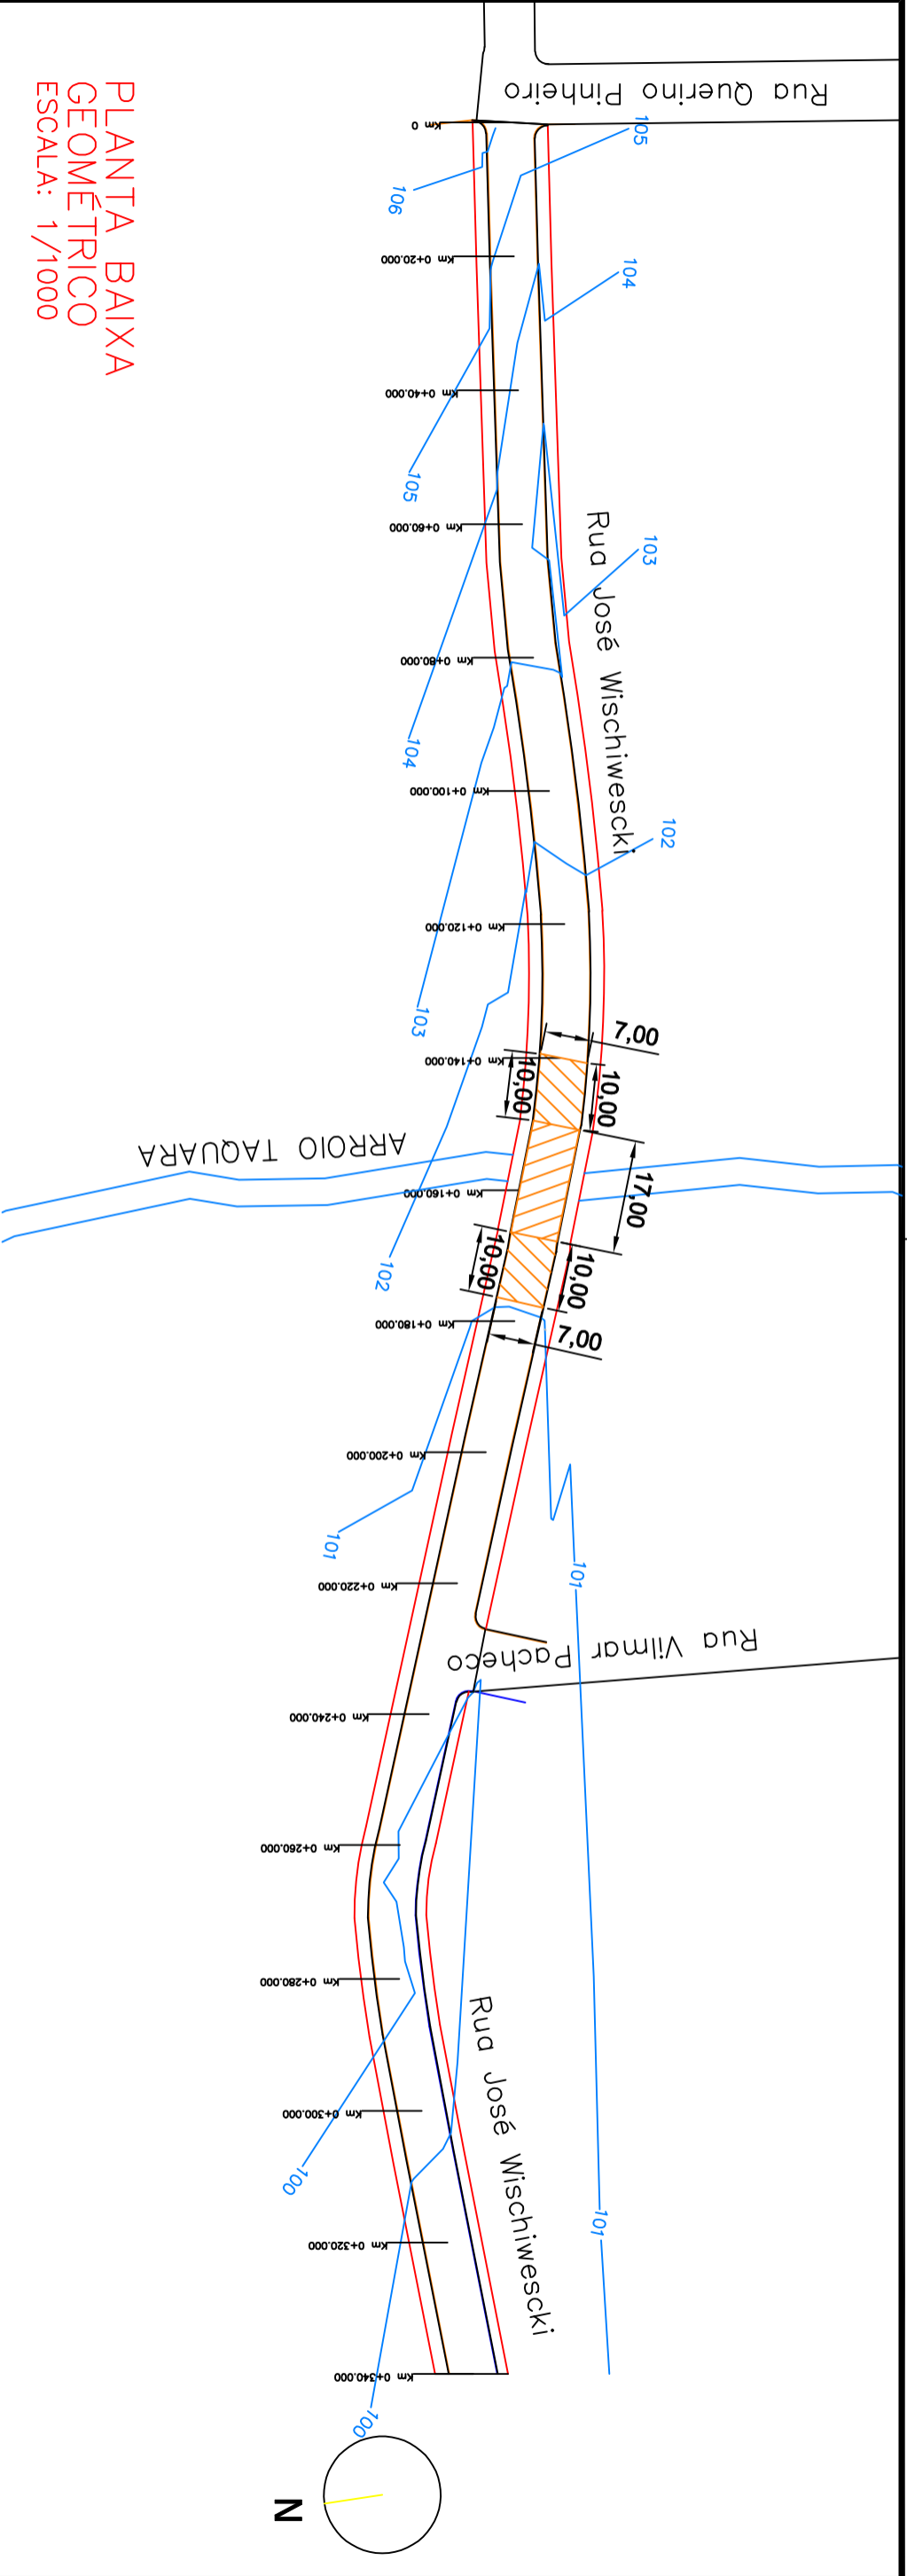 PLANTA BAIXA
GEOMÉTRICO
ESCALA: 1/1000
Rua Querino Pinheiro
Km 0
105
106
Km 0+20.000
104
Km 0+40.000
105
Km 0+60.000
Rua José Wischiwescki
103
Km 0+80.000
104
Km 0+100.000
102
Km 0+120.000
103
7,00
Km 0+140.000
10,00
10,00
ARROIO TAQUARA
Km 0+160.000
17,00
102
10,00
10,00
Km 0+180.000
7,00
Km 0+200.000
101
101
Km 0+220.000
Rua Vilmar Pacheco
Km 0+240.000
Km 0+260.000
Km 0+280.000
Rua José Wischiwescki
Km 0+300.000
100
101
Km 0+320.000
Km 0+340.000
100
N